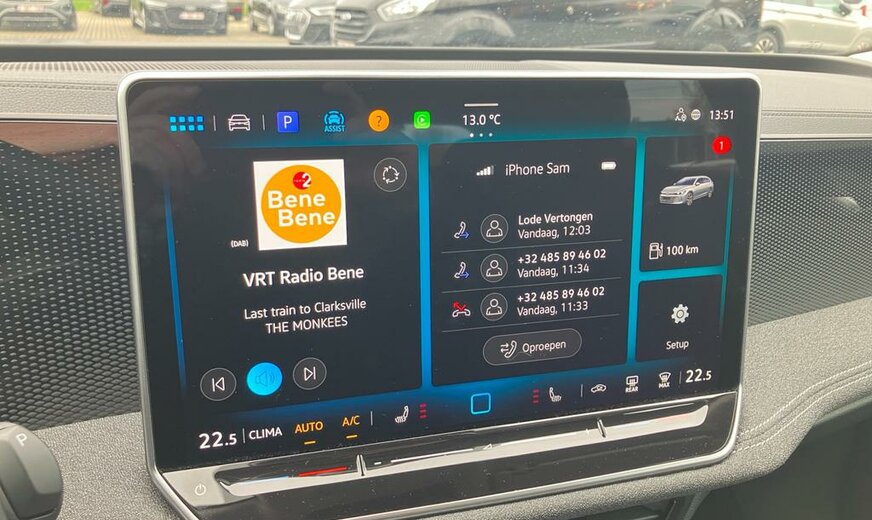 P
ASSIST
?
13.0 °C
13:51
1
2
Bene
Bene
(DAB)
VRT Radio Bene
Last train to Clarksville
THE MONKEES
iPhone Sam
Lode Vertongen
Vandaag, 12:03
+32 485 89 46 02
Vandaag, 11:34
+32 485 89 46 02
Vandaag, 11:33
Oproepen
100 km
Setup
22.5
CLIMA
AUTO
A/C
REAR
MAX
22.5
P